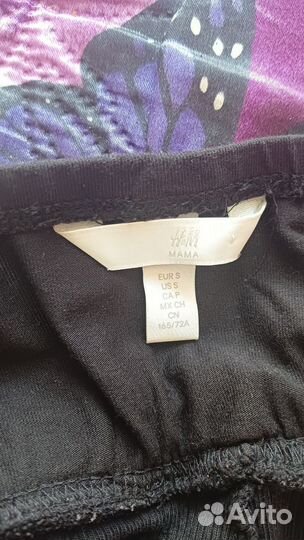 H&M
MAMA
EUR S
US S
CA P
MX CH
CN
165/72A
Avito